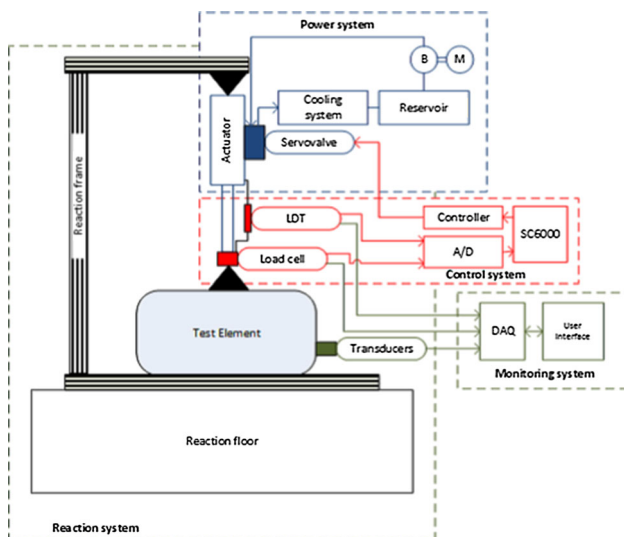 Power system
B
M
Cooling
system
Reservoir
Actuator
Servovalve
Reaction frame
LDT
Controller
SC6000
A/D
Load cell
Control system
Test Element
Transducers
DAQ
User
Interface
Monitoring system
Reaction floor
Reaction system